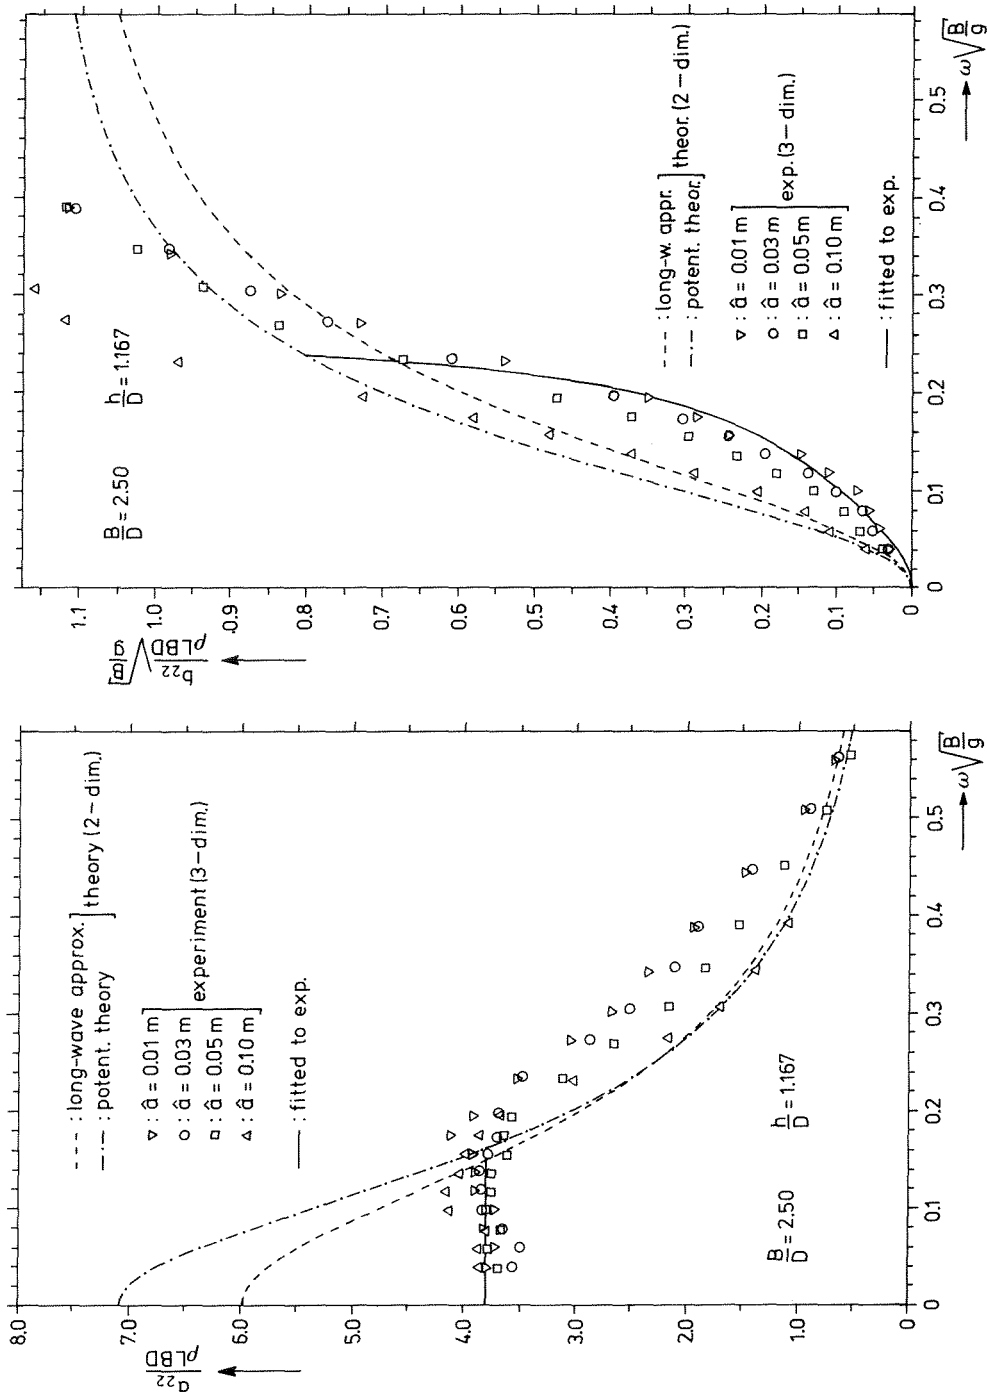 a₂₂
ρLBD
8.0
7.0
6.0
5.0
4.0
3.0
2.0
1.0
0
--- : long-wave approx.
-·- : potent. theory
theory (2-dim.)
▽ : â = 0.01 m
○ : â = 0.03 m
□ : â = 0.05 m
△ : â = 0.10 m
experiment (3-dim.)
— : fitted to exp.
B/D = 2.50
h/D = 1.167
0
0.1
0.2
0.3
0.4
0.5
→ ω√B/g
b₂₂
ρLBD √B/g
1.1
1.0
0.9
0.8
0.7
0.6
0.5
0.4
0.3
0.2
0.1
0
B/D = 2.50
h/D = 1.167
--- : long-w. appr.
-·- : potent. theor.
theor. (2-dim.)
▽ : â = 0.01 m
○ : â = 0.03 m
□ : â = 0.05 m
△ : â = 0.10 m
exp. (3-dim.)
— : fitted to exp.
0
0.1
0.2
0.3
0.4
0.5
→ ω√B/g